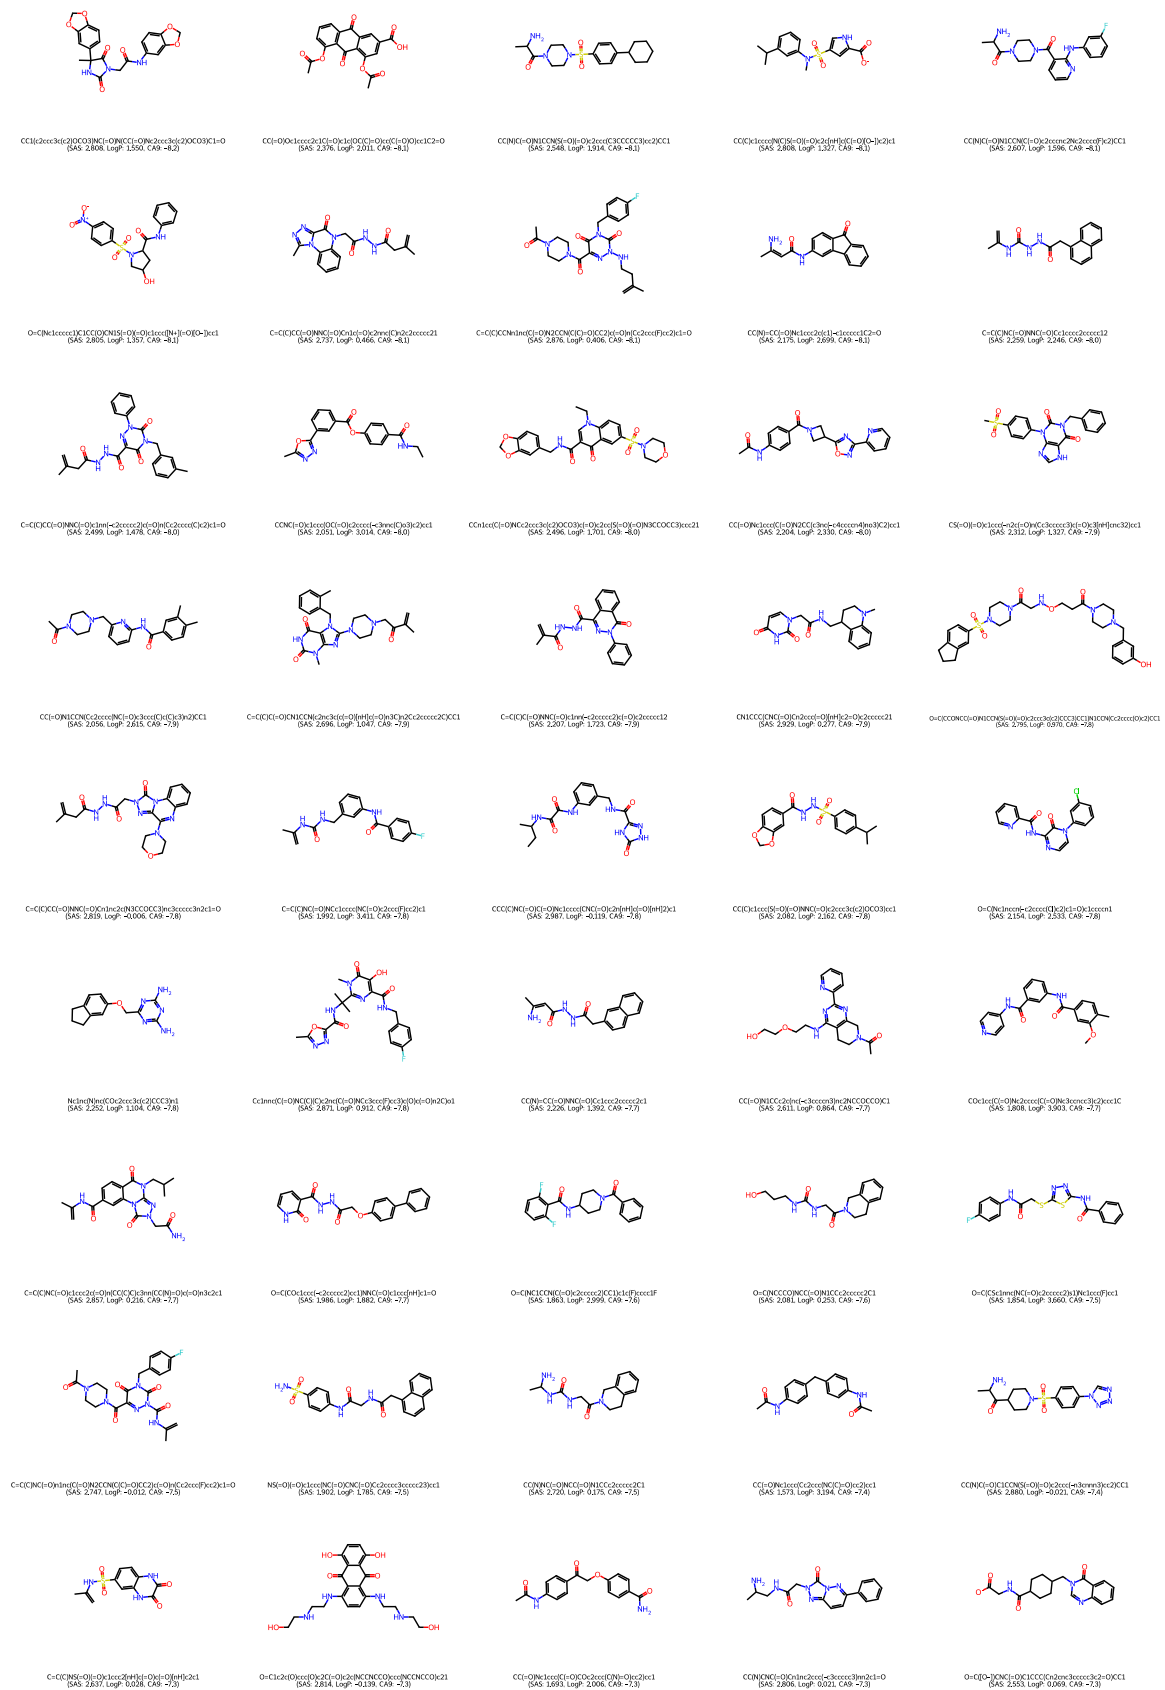 CC1(c2ccc3c(c2)OCO3)NC(=O)N(CC(=O)Nc2ccc3c(c2)OCO3)C1=O
(SAS: 2,808, LogP: 1,550, CA9: -8,2)
CC(=O)Oc1cccc2c1C(=O)c1c(OC(C)=O)cc(C(=O)O)cc1C2=O
(SAS: 2,376, LogP: 2,011, CA9: -8,1)
CC(N)C(=O)N1CCN(S(=O)(=O)c2ccc(C3CCCCC3)cc2)CC1
(SAS: 2,548, LogP: 1,914, CA9: -8,1)
CC(C)c1cccc(N(C)S(=O)(=O)c2c[nH]c(C(=O)[O-])c2)c1
(SAS: 2,808, LogP: 1,327, CA9: -8,1)
CC(N)C(=O)N1CCN(C(=O)c2cccnc2Nc2cccc(F)c2)CC1
(SAS: 2,607, LogP: 1,596, CA9: -8,1)
O=C(Nc1ccccc1)C1CC(O)CN1S(=O)(=O)c1ccc([N+](=O)[O-])cc1
(SAS: 2,805, LogP: 1,357, CA9: -8,1)
C=C(C)CC(=O)NNC(=O)Cn1c(=O)c2nnc(C)n2c2ccccc21
(SAS: 2,737, LogP: 0,466, CA9: -8,1)
C=C(C)CCNn1nc(C(=O)N2CCN(C(C)=O)CC2)c(=O)n(Cc2ccc(F)cc2)c1=O
(SAS: 2,876, LogP: 0,406, CA9: -8,1)
CC(N)=CC(=O)Nc1ccc2c(c1)-c1ccccc1C2=O
(SAS: 2,175, LogP: 2,699, CA9: -8,1)
C=C(C)NC(=O)NNC(=O)Cc1cccc2ccccc12
(SAS: 2,259, LogP: 2,246, CA9: -8,0)
C=C(C)CC(=O)NNC(=O)c1nn(-c2ccccc2)c(=O)n(Cc2cccc(C)c2)c1=O
(SAS: 2,499, LogP: 1,478, CA9: -8,0)
CCNC(=O)c1ccc(OC(=O)c2cccc(-c3nnc(C)o3)c2)cc1
(SAS: 2,051, LogP: 3,014, CA9: -8,0)
CCn1cc(C(=O)NCc2ccc3c(c2)OCO3)c(=O)c2cc(S(=O)(=O)N3CCOCC3)ccc21
(SAS: 2,496, LogP: 1,701, CA9: -8,0)
CC(=O)Nc1ccc(C(=O)N2CC(c3nc(-c4ccccn4)no3)C2)cc1
(SAS: 2,204, LogP: 2,330, CA9: -8,0)
CS(=O)(=O)c1ccc(-n2c(=O)n(Cc3ccccc3)c(=O)c3[nH]cnc32)cc1
(SAS: 2,312, LogP: 1,327, CA9: -7,9)
CC(=O)N1CCN(Cc2cccc(NC(=O)c3ccc(C)c(C)c3)n2)CC1
(SAS: 2,056, LogP: 2,615, CA9: -7,9)
C=C(C)C(=O)CN1CCN(c2nc3c(c(=O)[nH]c(=O)n3C)n2Cc2ccccc2C)CC1
(SAS: 2,696, LogP: 1,047, CA9: -7,9)
C=C(C)C(=O)NNC(=O)c1nn(-c2ccccc2)c(=O)c2ccccc12
(SAS: 2,207, LogP: 1,723, CA9: -7,9)
CN1CCC(CNC(=O)Cn2ccc(=O)[nH]c2=O)c2ccccc21
(SAS: 2,929, LogP: 0,277, CA9: -7,9)
O=C(CCONCC(=O)N1CCN(S(=O)(=O)c2ccc3c(c2)CCC3)CC1)N1CCN(Cc2cccc(O)c2)CC1
(SAS: 2,795, LogP: 0,970, CA9: -7,8)
C=C(C)CC(=O)NNC(=O)Cn1nc2c(N3CCOCC3)nc3ccccc3n2c1=O
(SAS: 2,819, LogP: -0,006, CA9: -7,8)
C=C(C)NC(=O)NCc1cccc(NC(=O)c2ccc(F)cc2)c1
(SAS: 1,992, LogP: 3,411, CA9: -7,8)
CCC(C)NC(=O)C(=O)Nc1cccc(CNC(=O)c2n[nH]c(=O)[nH]2)c1
(SAS: 2,987, LogP: -0,119, CA9: -7,8)
CC(C)c1ccc(S(=O)(=O)NNC(=O)c2ccc3c(c2)OCO3)cc1
(SAS: 2,082, LogP: 2,162, CA9: -7,8)
O=C(Nc1nccn(-c2cccc(Cl)c2)c1=O)c1ccccn1
(SAS: 2,154, LogP: 2,533, CA9: -7,8)
Nc1nc(N)nc(COc2ccc3c(c2)CCC3)n1
(SAS: 2,252, LogP: 1,104, CA9: -7,8)
Cc1nnc(C(=O)NC(C)(C)c2nc(C(=O)NCc3ccc(F)cc3)c(O)c(=O)n2C)o1
(SAS: 2,871, LogP: 0,912, CA9: -7,8)
CC(N)=CC(=O)NNC(=O)Cc1ccc2ccccc2c1
(SAS: 2,226, LogP: 1,392, CA9: -7,7)
CC(=O)N1CCc2c(nc(-c3ccccn3)nc2NCCOCCO)C1
(SAS: 2,611, LogP: 0,864, CA9: -7,7)
COc1cc(C(=O)Nc2cccc(C(=O)Nc3ccncc3)c2)ccc1C
(SAS: 1,808, LogP: 3,903, CA9: -7,7)
C=C(C)NC(=O)c1ccc2c(=O)n(CC(C)C)c3nn(CC(N)=O)c(=O)n3c2c1
(SAS: 2,857, LogP: 0,216, CA9: -7,7)
O=C(COc1ccc(-c2ccccc2)cc1)NNC(=O)c1ccc[nH]c1=O
(SAS: 1,986, LogP: 1,882, CA9: -7,7)
O=C(NC1CCN(C(=O)c2ccccc2)CC1)c1c(F)cccc1F
(SAS: 1,863, LogP: 2,999, CA9: -7,6)
O=C(NCCCO)NCC(=O)N1CCc2ccccc2C1
(SAS: 2,081, LogP: 0,253, CA9: -7,6)
O=C(CSc1nnc(NC(=O)c2ccccc2)s1)Nc1ccc(F)cc1
(SAS: 1,854, LogP: 3,660, CA9: -7,5)
C=C(C)NC(=O)n1nc(C(=O)N2CCN(C(C)=O)CC2)c(=O)n(Cc2ccc(F)cc2)c1=O
(SAS: 2,747, LogP: -0,012, CA9: -7,5)
NS(=O)(=O)c1ccc(NC(=O)CNC(=O)Cc2cccc3ccccc23)cc1
(SAS: 1,902, LogP: 1,785, CA9: -7,5)
CC(N)NC(=O)NCC(=O)N1CCc2ccccc2C1
(SAS: 2,720, LogP: 0,175, CA9: -7,5)
CC(=O)Nc1ccc(Cc2ccc(NC(C)=O)cc2)cc1
(SAS: 1,573, LogP: 3,194, CA9: -7,4)
CC(N)C(=O)C1CCN(S(=O)(=O)c2ccc(-n3cnnn3)cc2)CC1
(SAS: 2,880, LogP: -0,021, CA9: -7,4)
C=C(C)NS(=O)(=O)c1ccc2[nH]c(=O)c(=O)[nH]c2c1
(SAS: 2,637, LogP: 0,028, CA9: -7,3)
O=C1c2c(O)ccc(O)c2C(=O)c2c(NCCNCCO)ccc(NCCNCCO)c21
(SAS: 2,814, LogP: -0,139, CA9: -7,3)
CC(=O)Nc1ccc(C(=O)COc2ccc(C(N)=O)cc2)cc1
(SAS: 1,693, LogP: 2,006, CA9: -7,3)
CC(N)CNC(=O)Cn1nc2ccc(-c3ccccc3)nn2c1=O
(SAS: 2,806, LogP: 0,021, CA9: -7,3)
O=C([O-])CNC(=O)C1CCC(Cn2cnc3ccccc3c2=O)CC1
(SAS: 2,553, LogP: 0,069, CA9: -7,3)